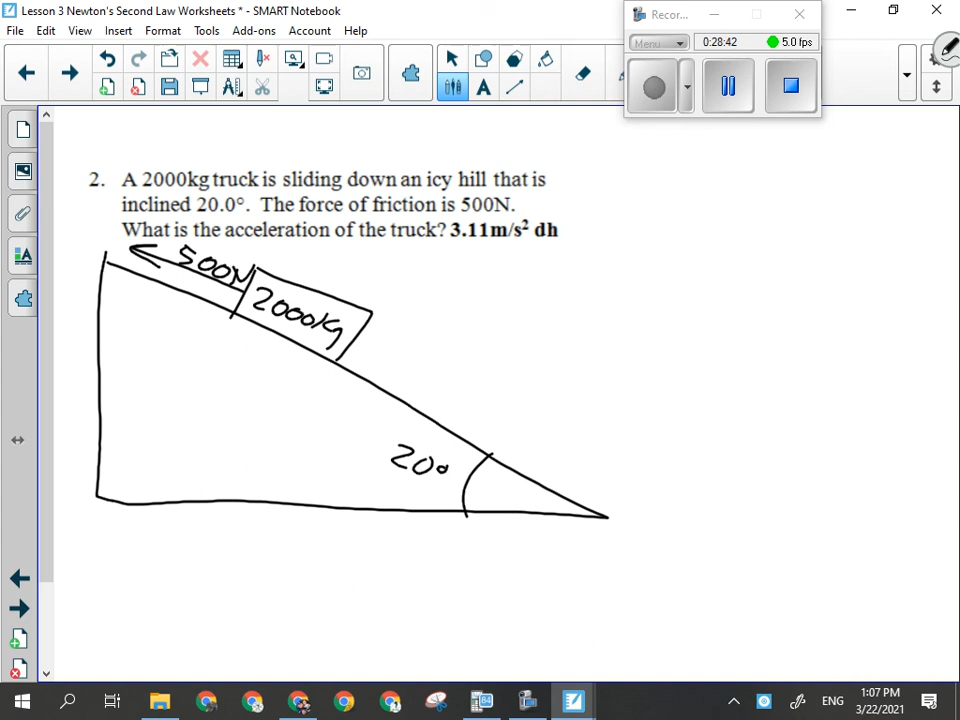 Lesson 3 Newton's Second Law Worksheets * - SMART Notebook
Recor...
File Edit View Insert Format Tools Add-ons Account Help
Menu
0:28:42
5.0 fps
2. A 2000kg truck is sliding down an icy hill that is
inclined 20.0°. The force of friction is 500N.
What is the acceleration of the truck? 3.11m/s² dh
500N
2000kg
20°
ENG
1:07 PM
3/22/2021